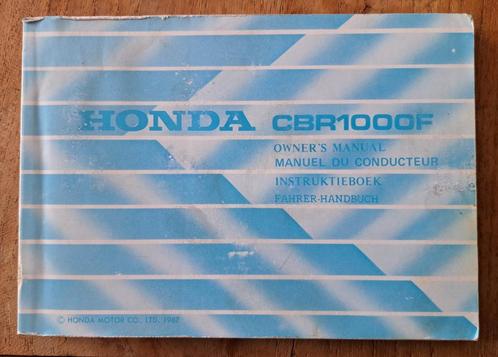 HONDA CBR1000F
OWNER'S MANUAL
MANUEL DU CONDUCTEUR
INSTRUKTIEBOEK
FAHRER-HANDBUCH
© HONDA MOTOR CO., LTD. 1987